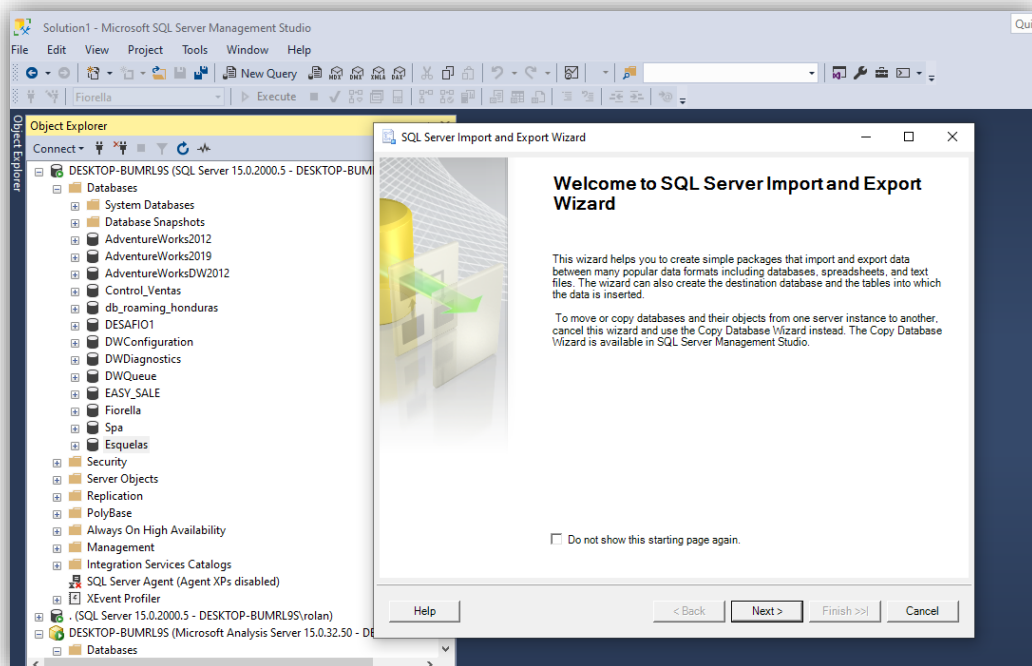 Solution1 - Microsoft SQL Server Management Studio
Qui
File Edit View Project Tools Window Help
New Query MDX DMX XMLA DAX
Fiorella Execute
Object Explorer
Object Explorer
Connect
DESKTOP-BUMRL9S (SQL Server 15.0.2000.5 - DESKTOP-BUM
Databases
System Databases
Database Snapshots
AdventureWorks2012
AdventureWorks2019
AdventureWorksDW2012
Control_Ventas
db_roaming_honduras
DESAFIO1
DWConfiguration
DWDiagnostics
DWQueue
EASY_SALE
Fiorella
Spa
Esquelas
Security
Server Objects
Replication
PolyBase
Always On High Availability
Management
Integration Services Catalogs
SQL Server Agent (Agent XPs disabled)
XEvent Profiler
. (SQL Server 15.0.2000.5 - DESKTOP-BUMRL9S\rolan)
DESKTOP-BUMRL9S (Microsoft Analysis Server 15.0.32.50 - DE
Databases
SQL Server Import and Export Wizard
Welcome to SQL Server Import and Export
Wizard
This wizard helps you to create simple packages that import and export data
between many popular data formats including databases, spreadsheets, and text
files. The wizard can also create the destination database and the tables into which
the data is inserted.
To move or copy databases and their objects from one server instance to another,
cancel this wizard and use the Copy Database Wizard instead. The Copy Database
Wizard is available in SQL Server Management Studio.
Do not show this starting page again.
Help < Back Next > Finish >>| Cancel